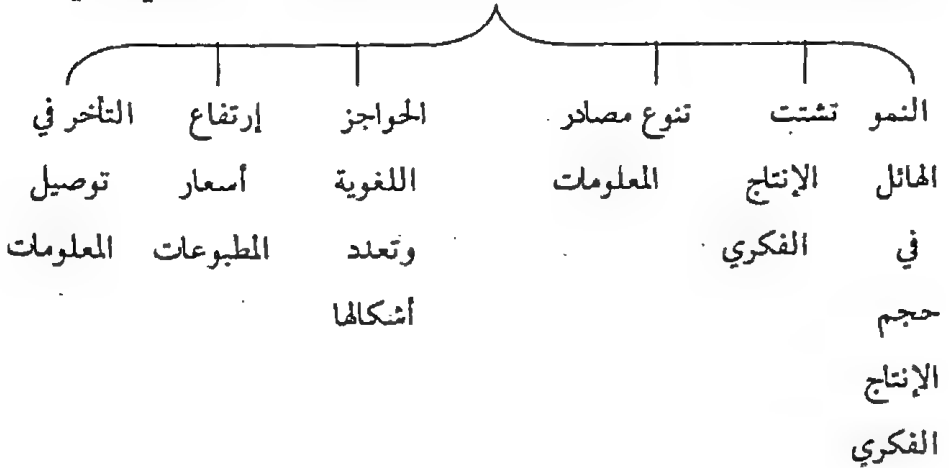 النمو
الهائل
في
حجم
الإنتاج
الفكري
تشتت
الإنتاج
الفكري
تنوع مصادر
المعلومات
الحواجز
اللغوية
وتعدد
أشكالها
إرتفاع
أسعار
المطبوعات
التأخر في
توصيل
المعلومات